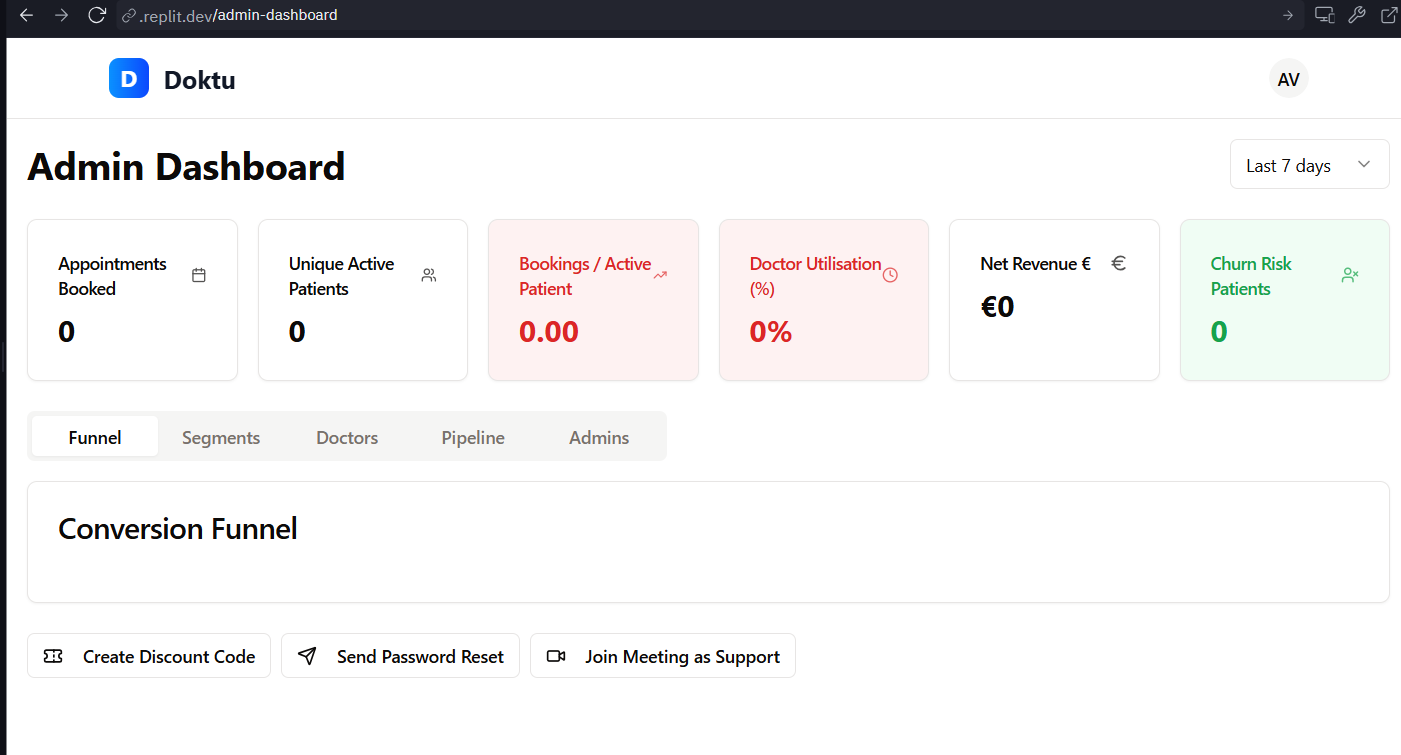 .replit.dev/admin-dashboard
D Doktu
AV
Admin Dashboard
Last 7 days
Appointments
Booked
0
Unique Active
Patients
0
Bookings / Active
Patient
0.00
Doctor Utilisation
(%)
0%
Net Revenue €
€
€0
Churn Risk
Patients
0
Funnel Segments Doctors Pipeline Admins
Conversion Funnel
Create Discount Code Send Password Reset Join Meeting as Support